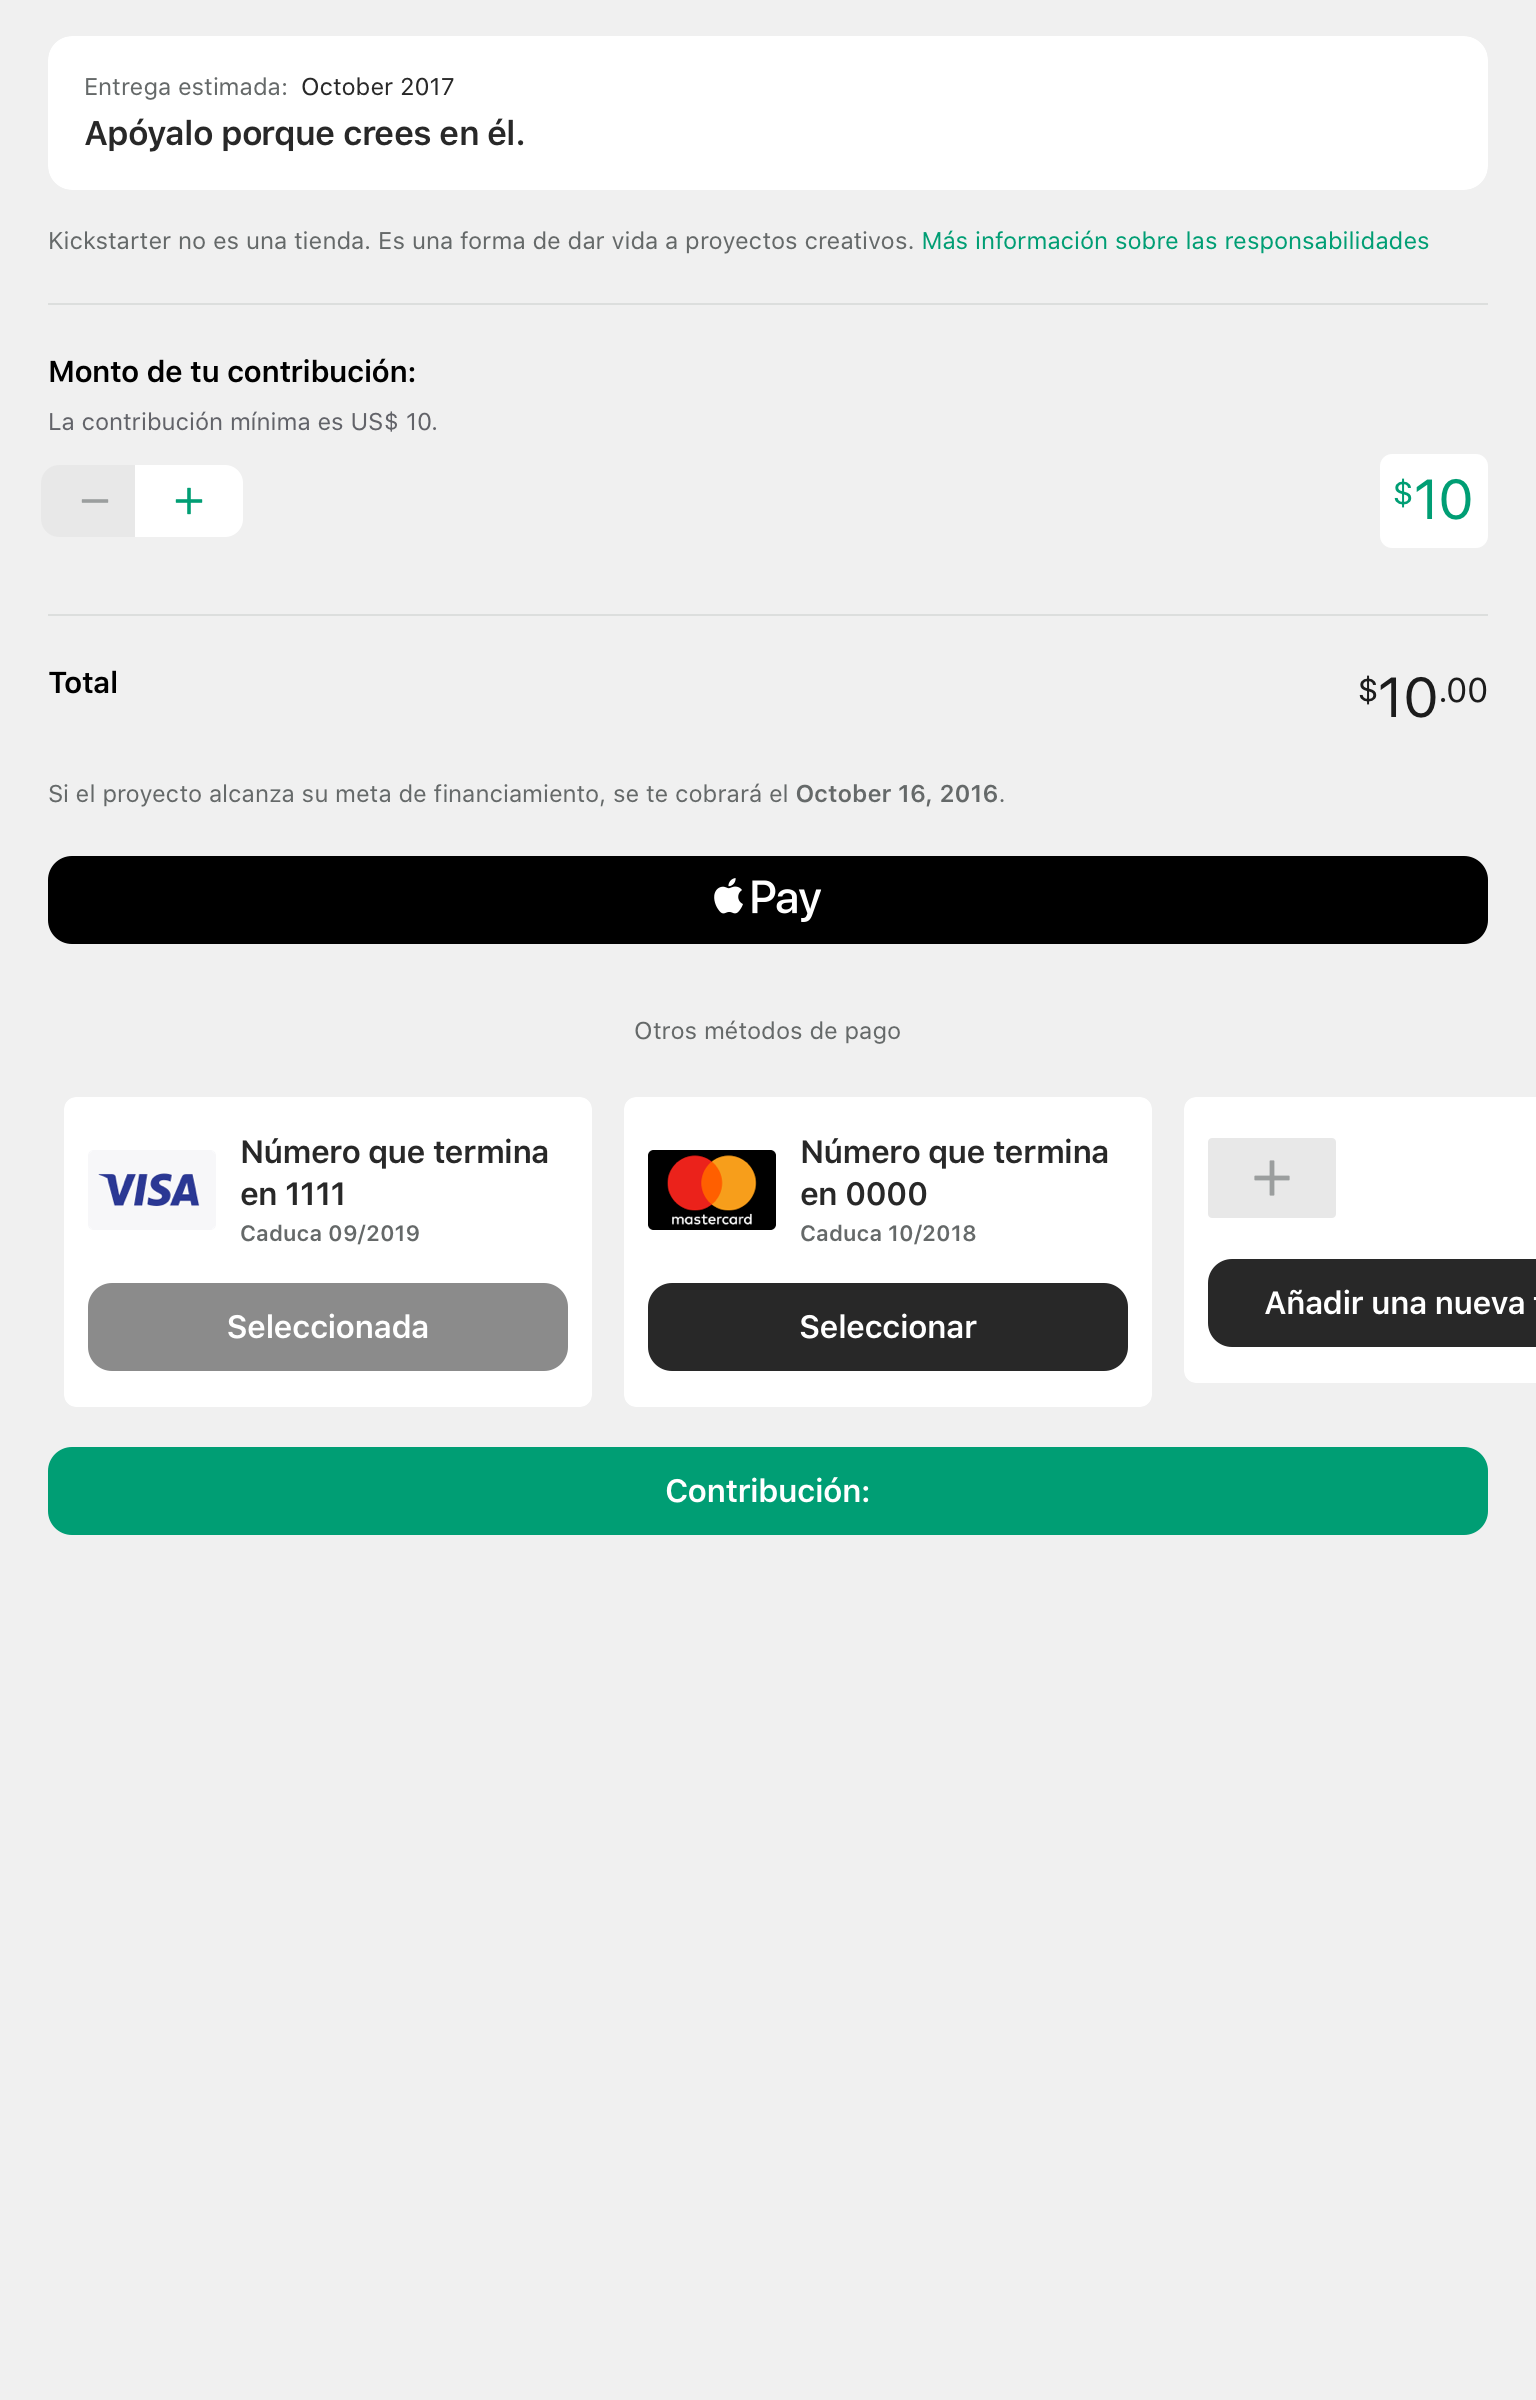 Entrega estimada: October 2017
Apóyalo porque crees en él.
Kickstarter no es una tienda. Es una forma de dar vida a proyectos creativos. Más información sobre las responsabilidades
Monto de tu contribución:
La contribución mínima es US$ 10.
− +
$10
Total
$10.00
Si el proyecto alcanza su meta de financiamiento, se te cobrará el October 16, 2016.
Pay
Otros métodos de pago
VISA
Número que termina
en 1111
Caduca 09/2019
Seleccionada
mastercard
Número que termina
en 0000
Caduca 10/2018
Seleccionar
+
Añadir una nueva
Contribución: